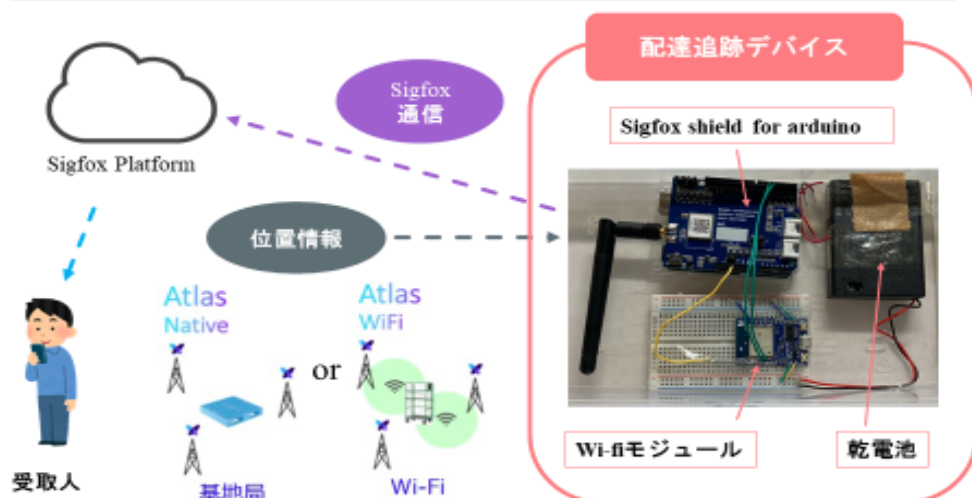 配達追跡デバイス
Sigfox
通信
Sigfox shield for arduino
Sigfox Platform
位置情報
Atlas
Native
Atlas
WiFi
or
Wi-fiモジュール
乾電池
受取人
基地局
Wi-Fi